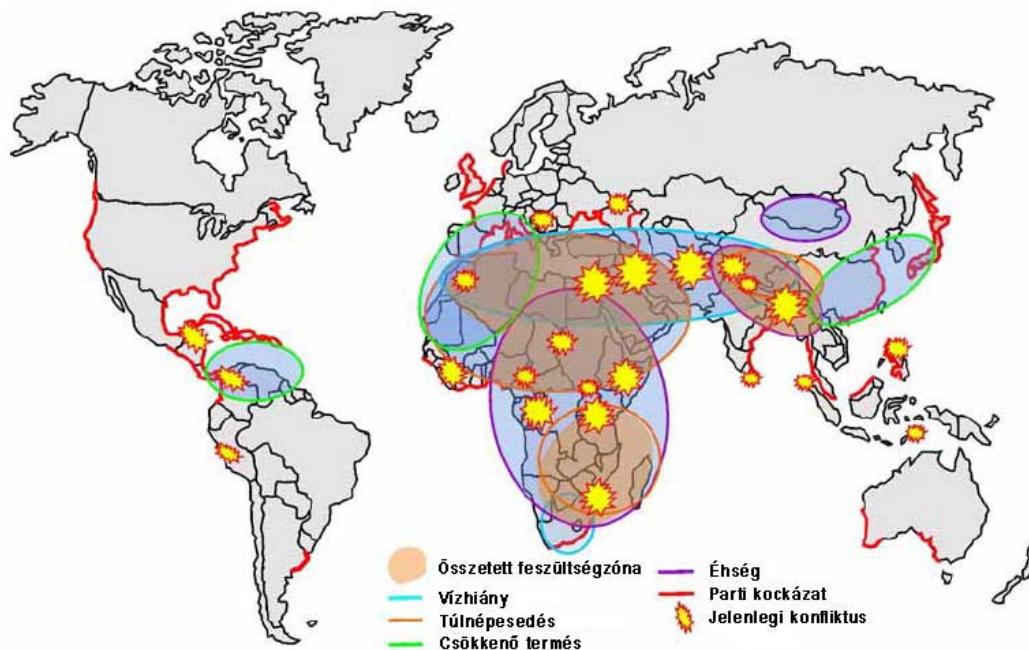 Összetett feszültségzóna
Vízhiány
Túlnépesedés
Csökkenő termés
Éhség
Parti kockázat
Jelenlegi konfliktus